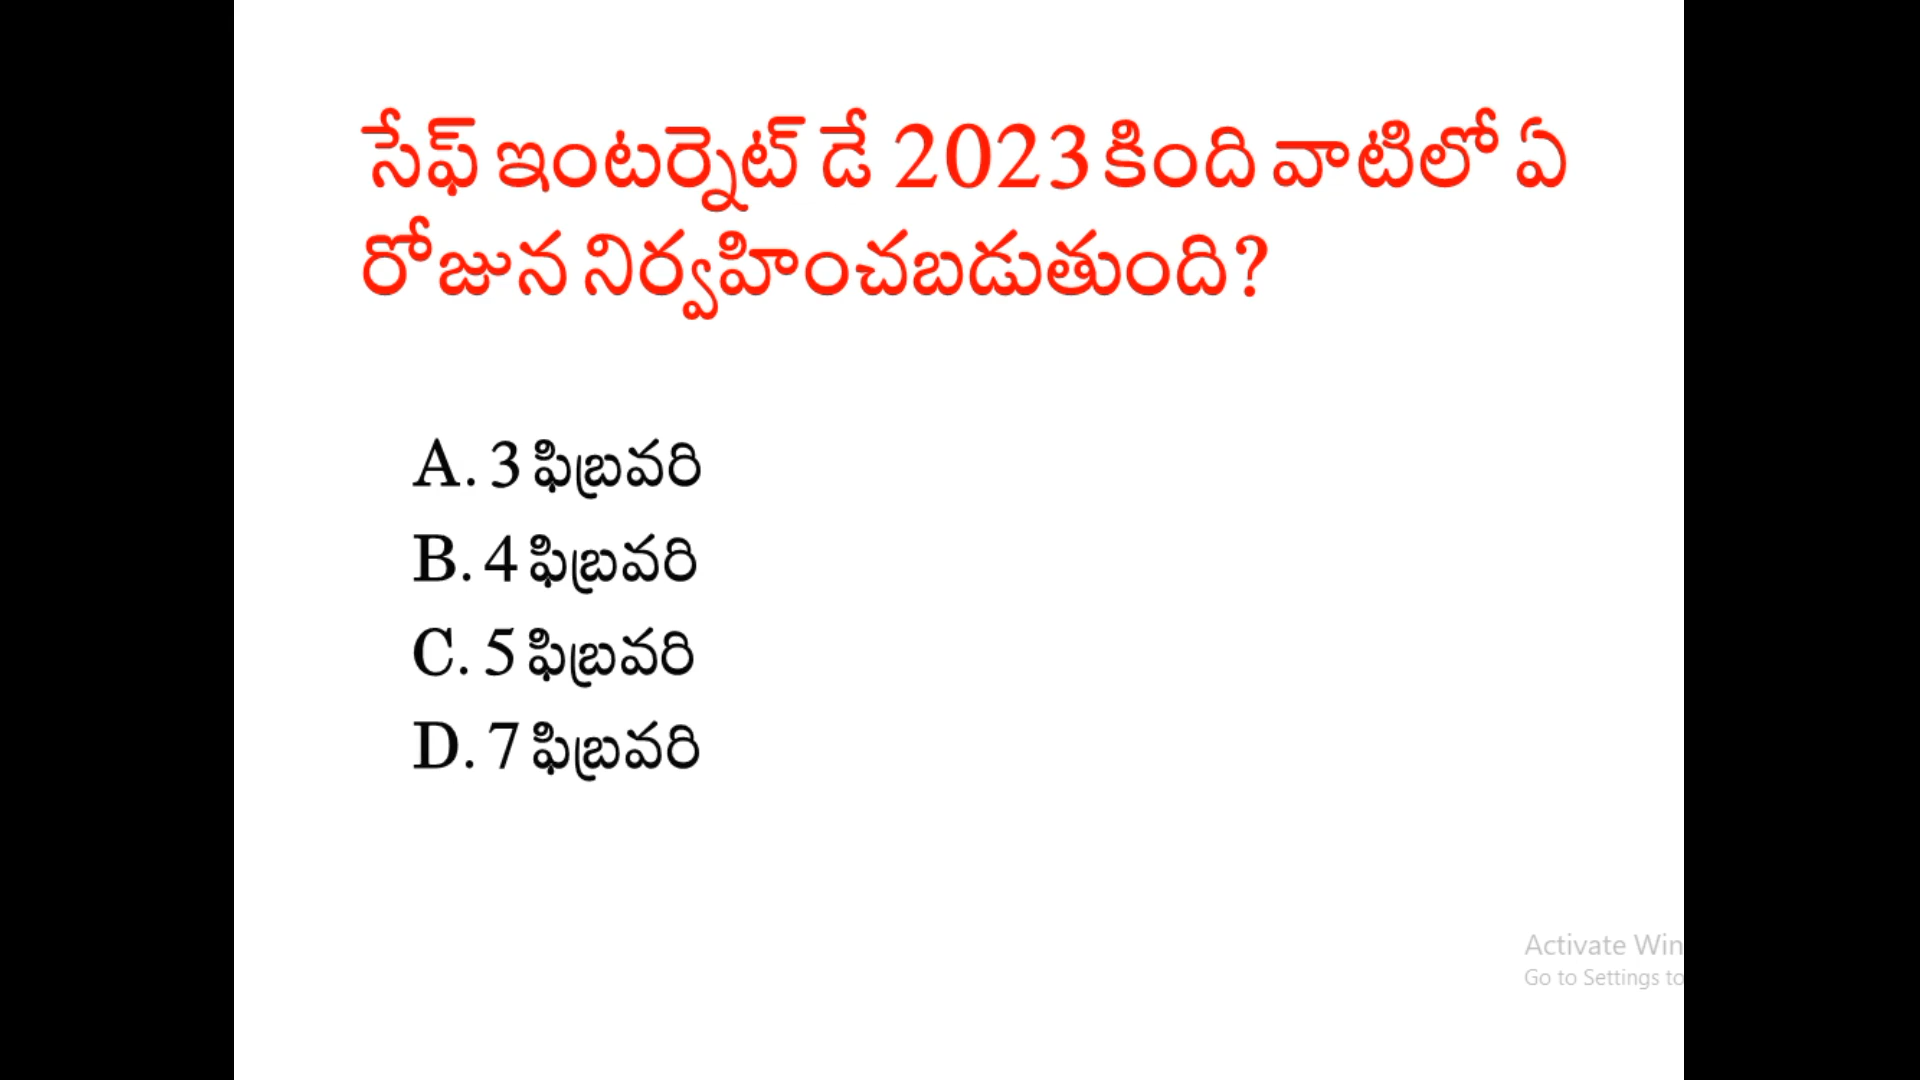 సేఫ్ ఇంటర్నెట్ డే 2023 కింది వాటిలో ఏ
రోజున నిర్వహించబడుతుంది?
A. 3 ఫిబ్రవరి
B. 4 ఫిబ్రవరి
C. 5 ఫిబ్రవరి
D. 7 ఫిబ్రవరి
Activate Win
Go to Settings to